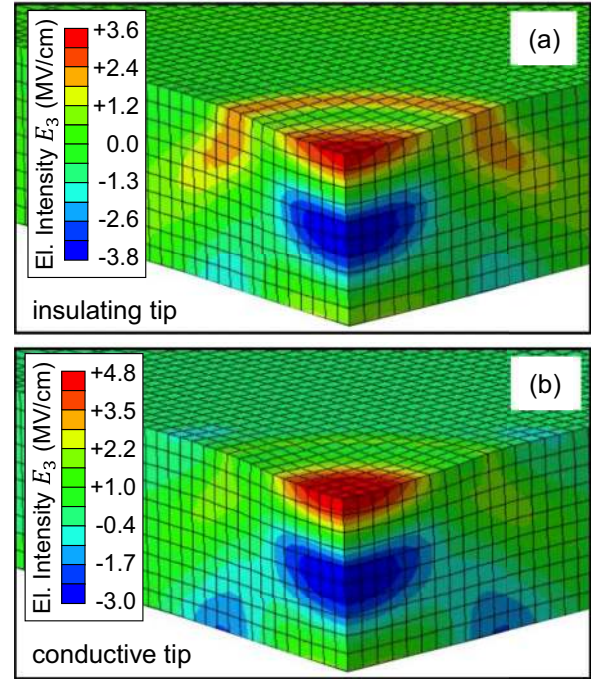 (a)
El. Intensity E₃ (MV/cm)
+3.6
+2.4
+1.2
0.0
-1.3
-2.6
-3.8
insulating tip
(b)
El. Intensity E₃ (MV/cm)
+4.8
+3.5
+2.2
+1.0
-0.4
-1.7
-3.0
conductive tip